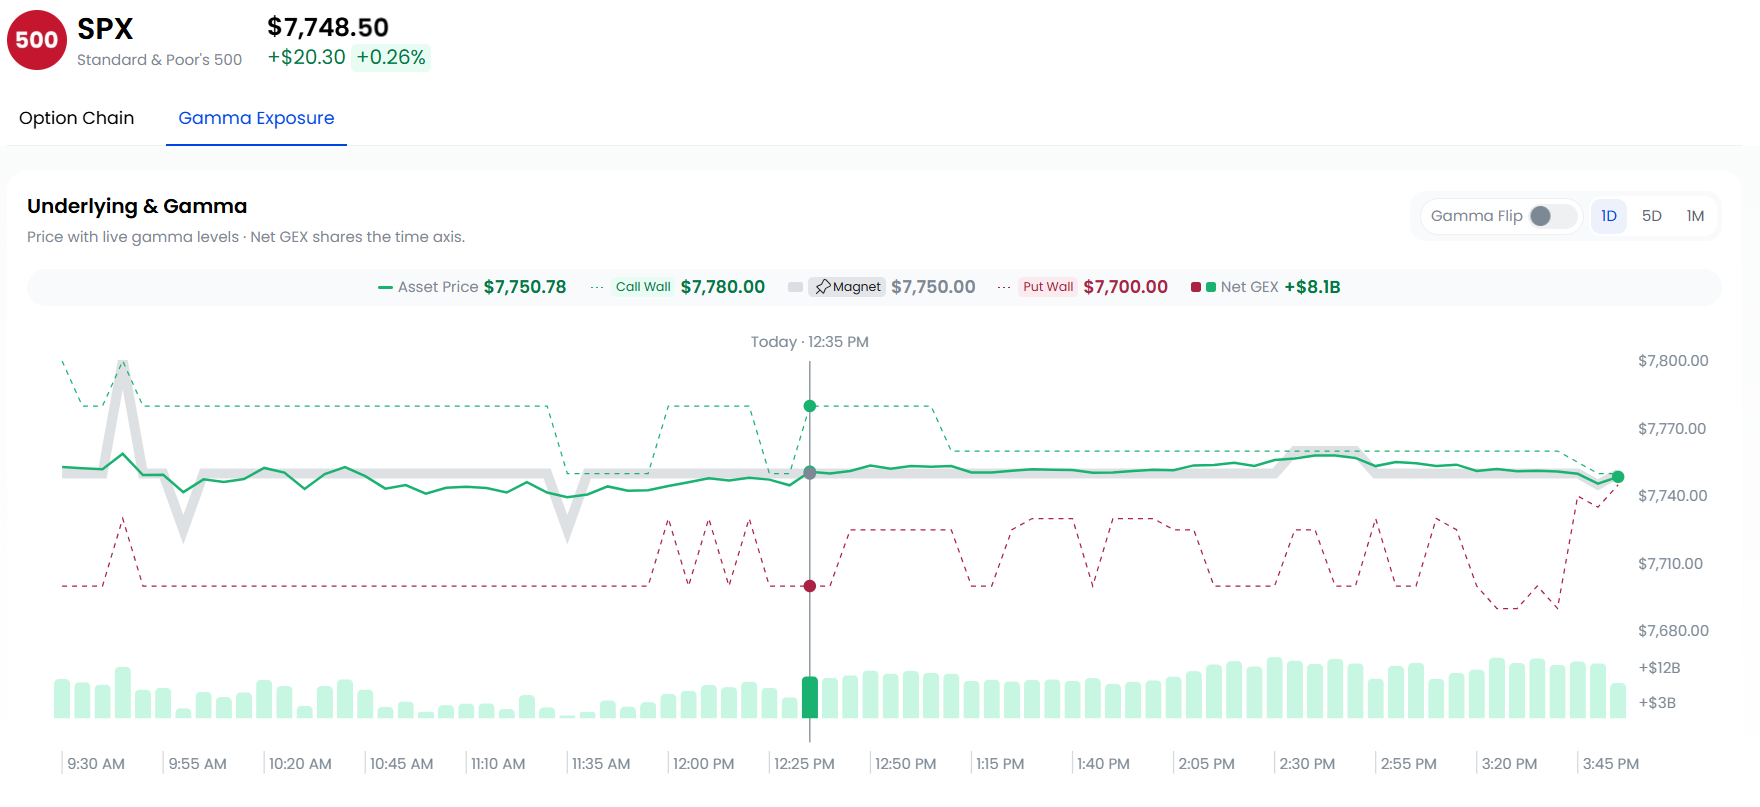 500
SPX
Standard & Poor's 500
$7,748.50
+$20.30 +0.26%
Option Chain
Gamma Exposure
Underlying & Gamma
Price with live gamma levels · Net GEX shares the time axis.
Gamma Flip
1D 5D 1M
Asset Price $7,750.78 Call Wall $7,780.00 Magnet $7,750.00 Put Wall $7,700.00 Net GEX +$8.1B
Today · 12:35 PM
$7,800.00
$7,770.00
$7,740.00
$7,710.00
$7,680.00
+$12B
+$3B
9:30 AM 9:55 AM 10:20 AM 10:45 AM 11:10 AM 11:35 AM 12:00 PM 12:25 PM 12:50 PM 1:15 PM 1:40 PM 2:05 PM 2:30 PM 2:55 PM 3:20 PM 3:45 PM